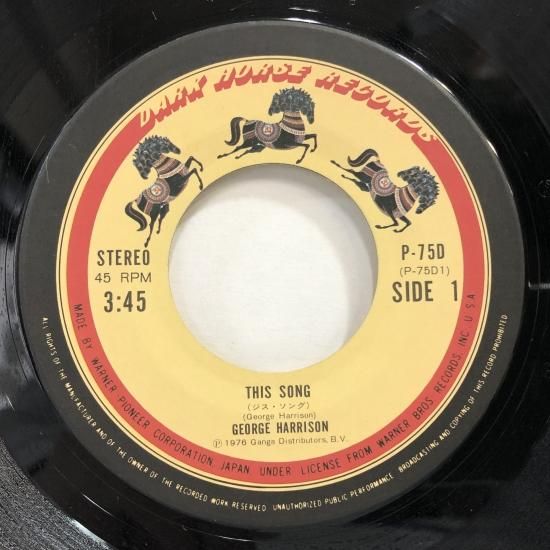 DARK HORSE RECORDS
STEREO
45 RPM
3:45
P-75D
(P-75D1)
SIDE 1
THIS SONG
(ジス・ソング)
(George Harrison)
GEORGE HARRISON
Ⓟ 1976 Ganga Distributors, B.V.
MADE BY WARNER-PIONEER CORPORATION, JAPAN UNDER LICENSE FROM WARNER BROS RECORDS, INC. U.S.A
ALL RIGHTS OF THE MANUFACTURER AND OF THE OWNER OF THE RECORDED WORK RESERVED. UNAUTHORIZED PUBLIC PERFORMANCE, BROADCASTING AND COPYING OF THIS RECORD PROHIBITED